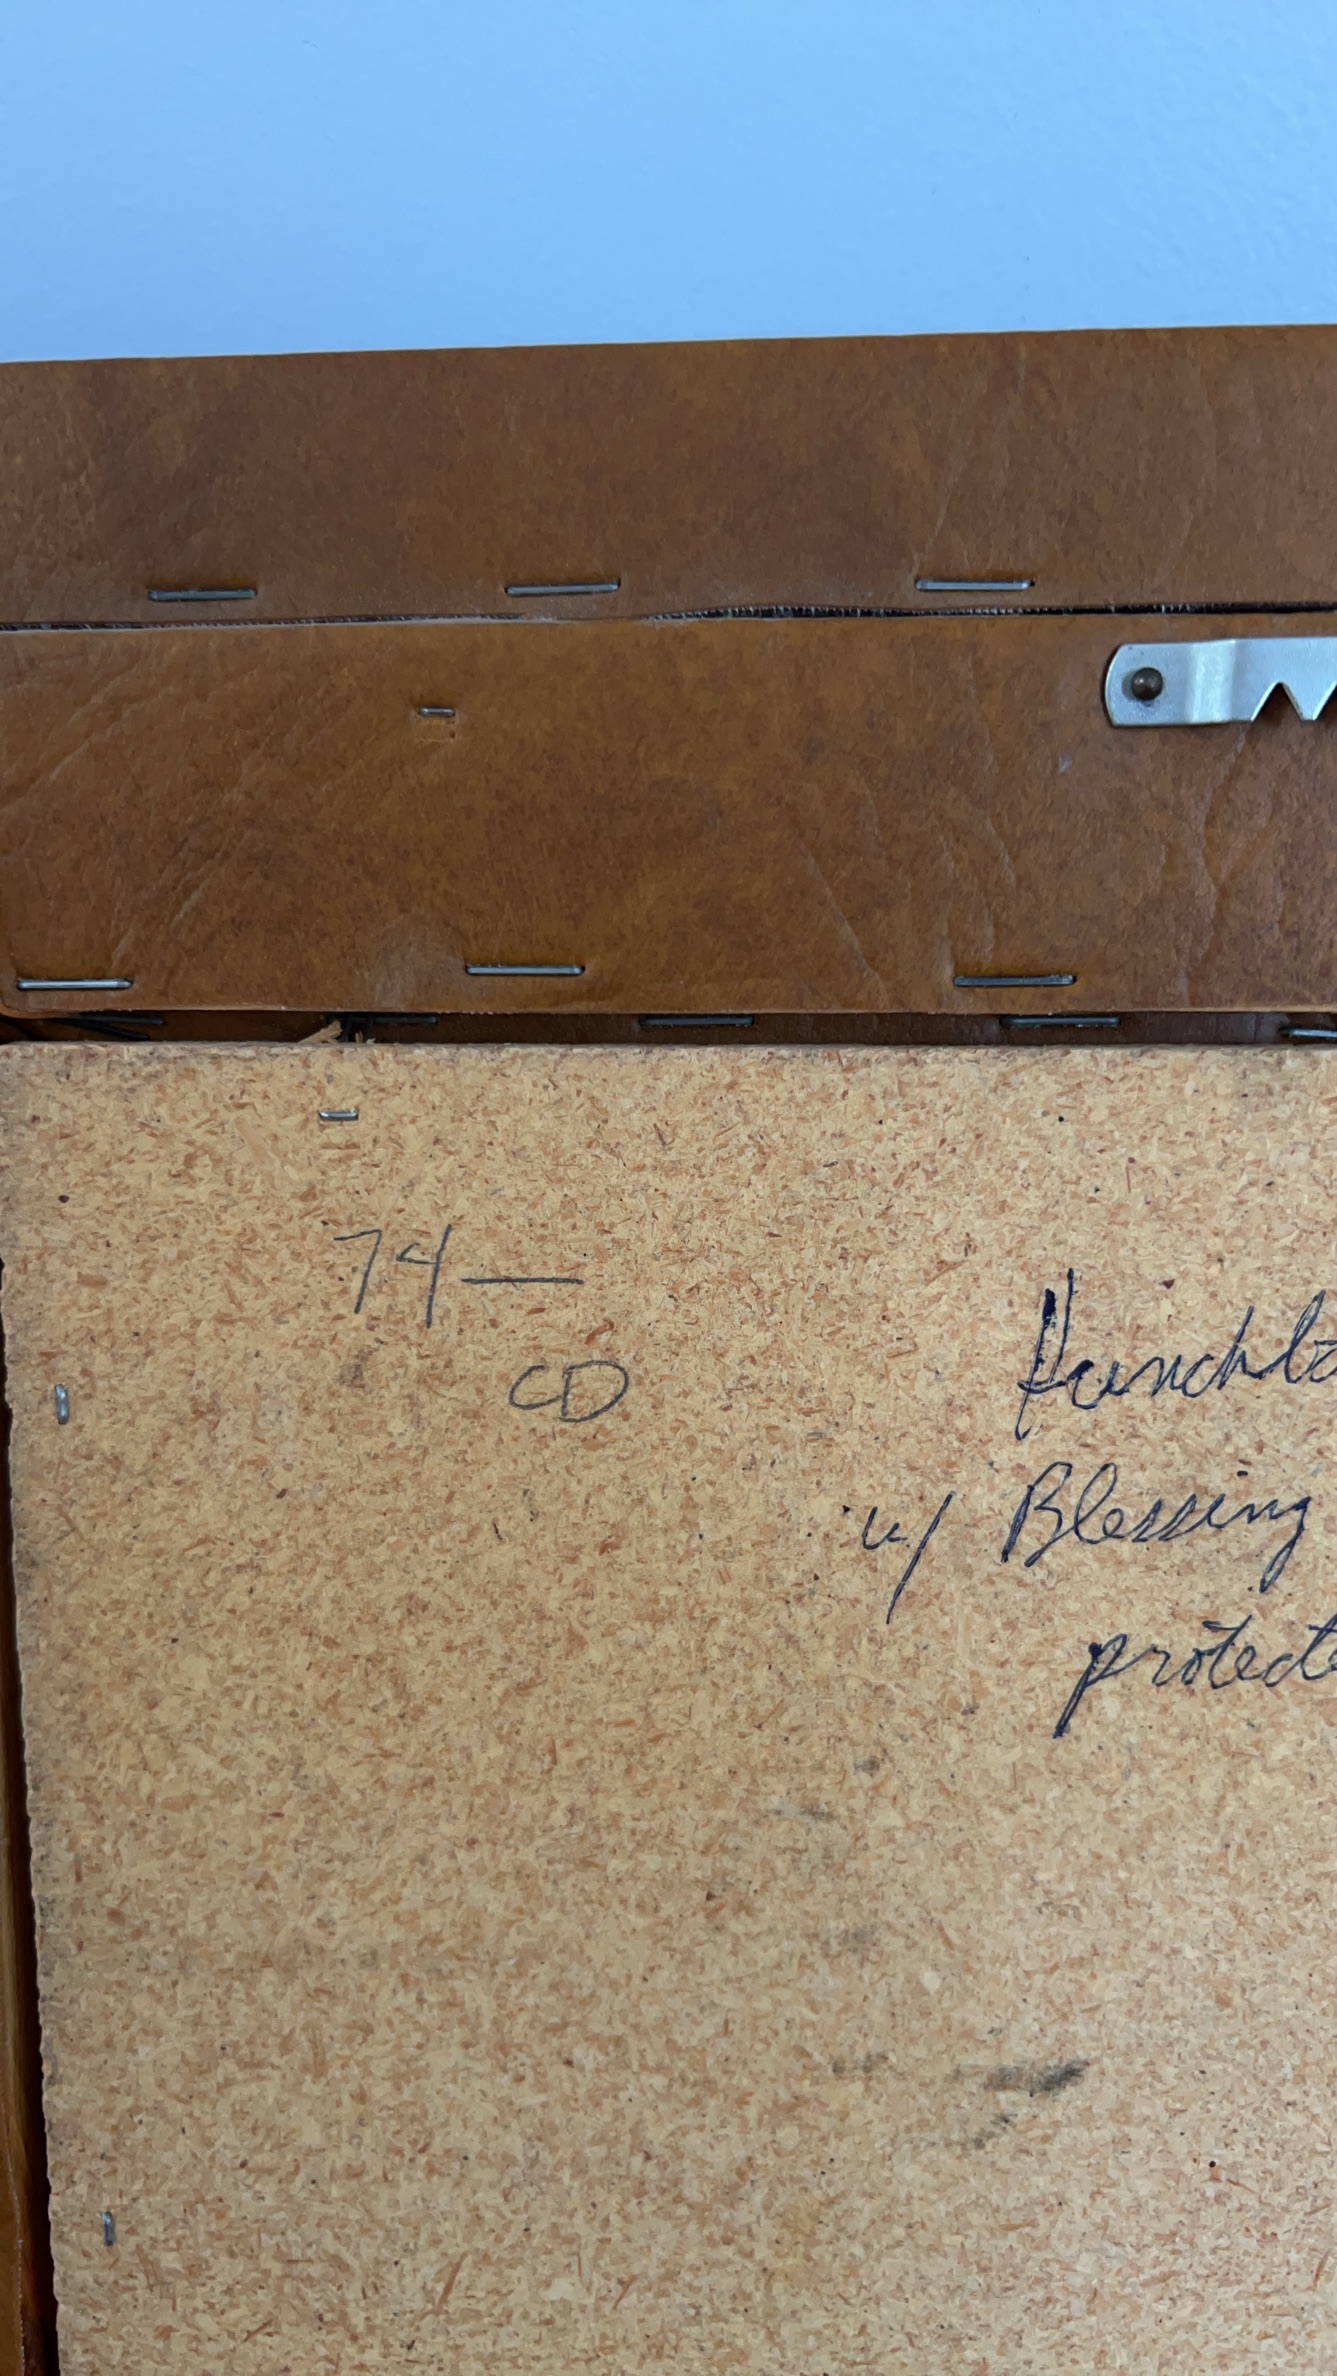 74—
CD
w/ Blessing